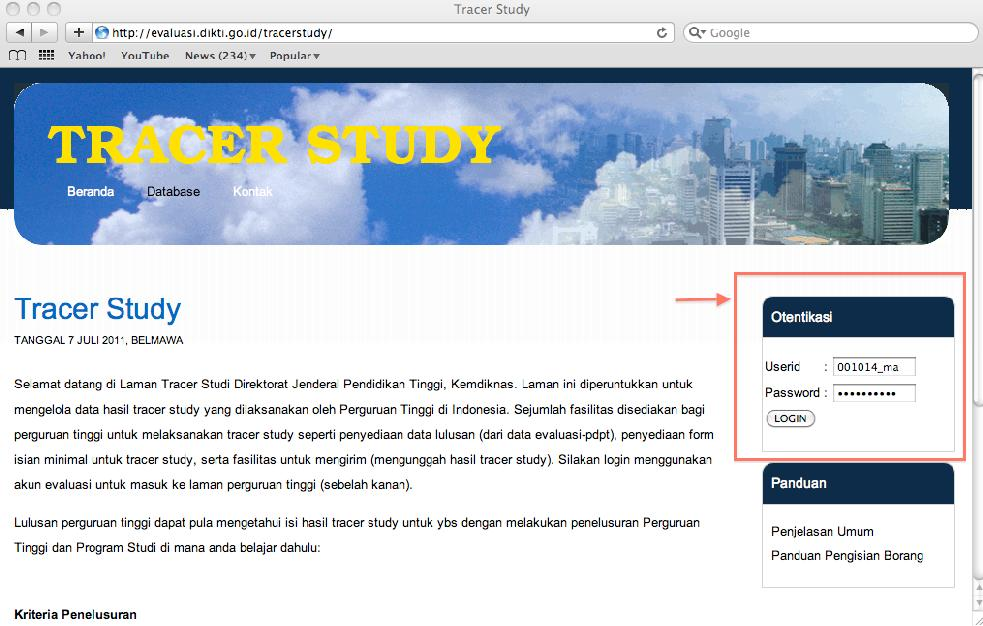 Tracer Study
http://evaluasi.dikti.go.id/tracerstudy/
Google
Yahoo! YouTube News (234) Popular
TRACER STUDY
Beranda Database Kontak
Tracer Study
TANGGAL 7 JULI 2011, BELMAWA
Selamat datang di Laman Tracer Studi Direktorat Jenderal Pendidikan Tinggi, Kemdiknas. Laman ini diperuntukkan untuk
mengelola data hasil tracer study yang dilaksanakan oleh Perguruan Tinggi di Indonesia. Sejumlah fasilitas disediakan bagi
perguruan tinggi untuk melaksanakan tracer study seperti penyediaan data lulusan (dari data evaluasi-pdpt), penyediaan form
isian minimal untuk tracer study, serta fasilitas untuk mengirim (mengunggah hasil tracer study). Silakan login menggunakan
akun evaluasi untuk masuk ke laman perguruan tinggi (sebelah kanan).
Lulusan perguruan tinggi dapat pula mengetahui isi hasil tracer study untuk ybs dengan melakukan penelusuran Perguruan
Tinggi dan Program Studi di mana anda belajar dahulu:
Kriteria Penelusuran
Otentikasi
Userid : 001014_ma
Password : ••••••••••
LOGIN
Panduan
Penjelasan Umum
Panduan Pengisian Borang